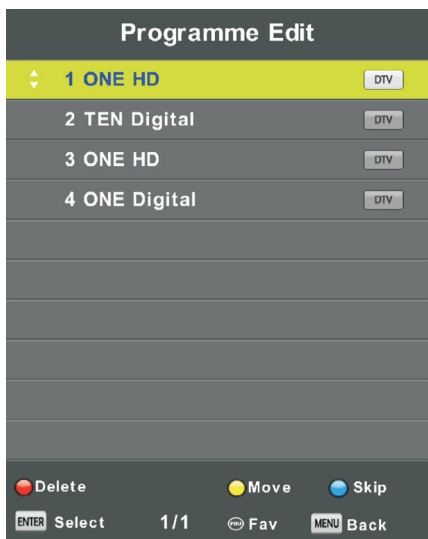 Programme Edit
1 ONE HD DTV
2 TEN Digital DTV
3 ONE HD DTV
4 ONE Digital DTV
Delete Move Skip
ENTER Select 1/1 FAV Fav MENU Back